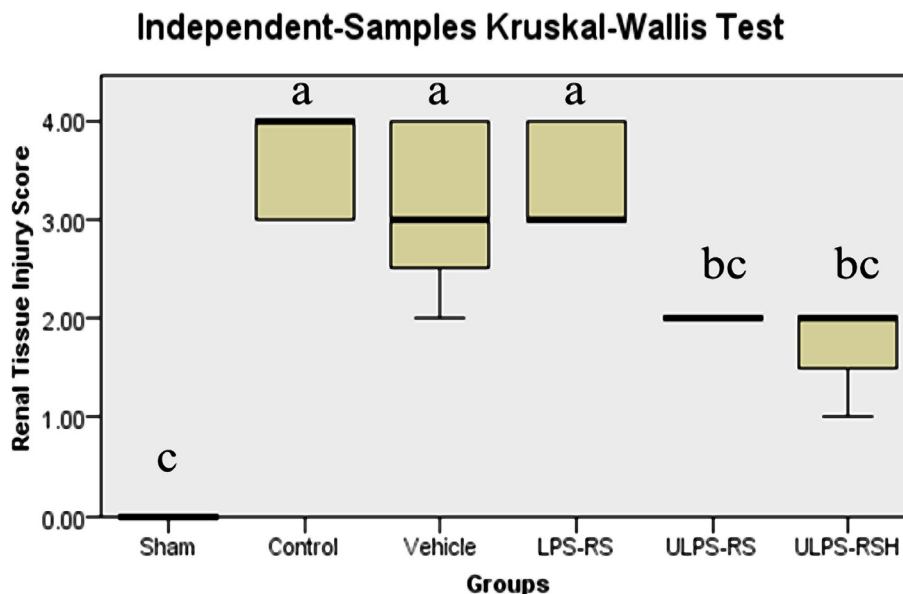 Independent-Samples Kruskal-Wallis Test
a a a
4.00
3.00
bc bc
2.00
1.00
c
0.00
Renal Tissue Injury Score
Sham Control Vehicle LPS-RS ULPS-RS ULPS-RSH
Groups